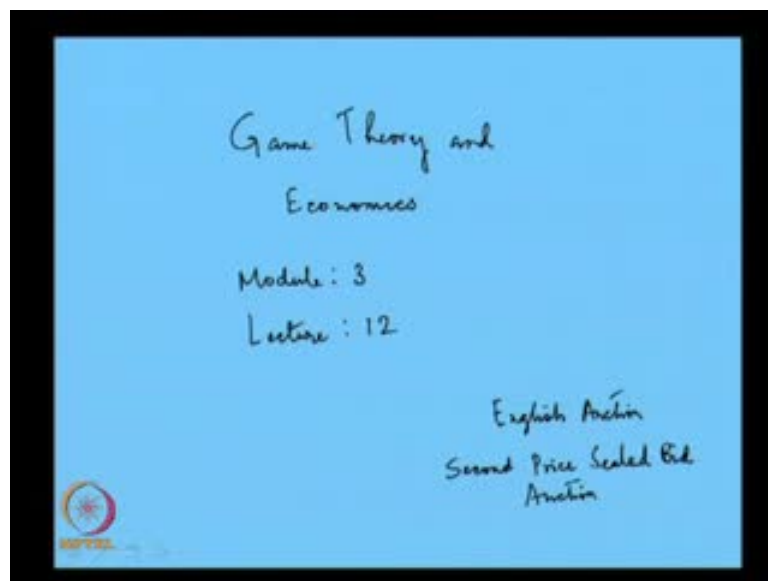 Game Theory and
Economics
Module: 3
Lecture: 12
English Auction
Second Price Sealed Bid
Auction
NPTEL